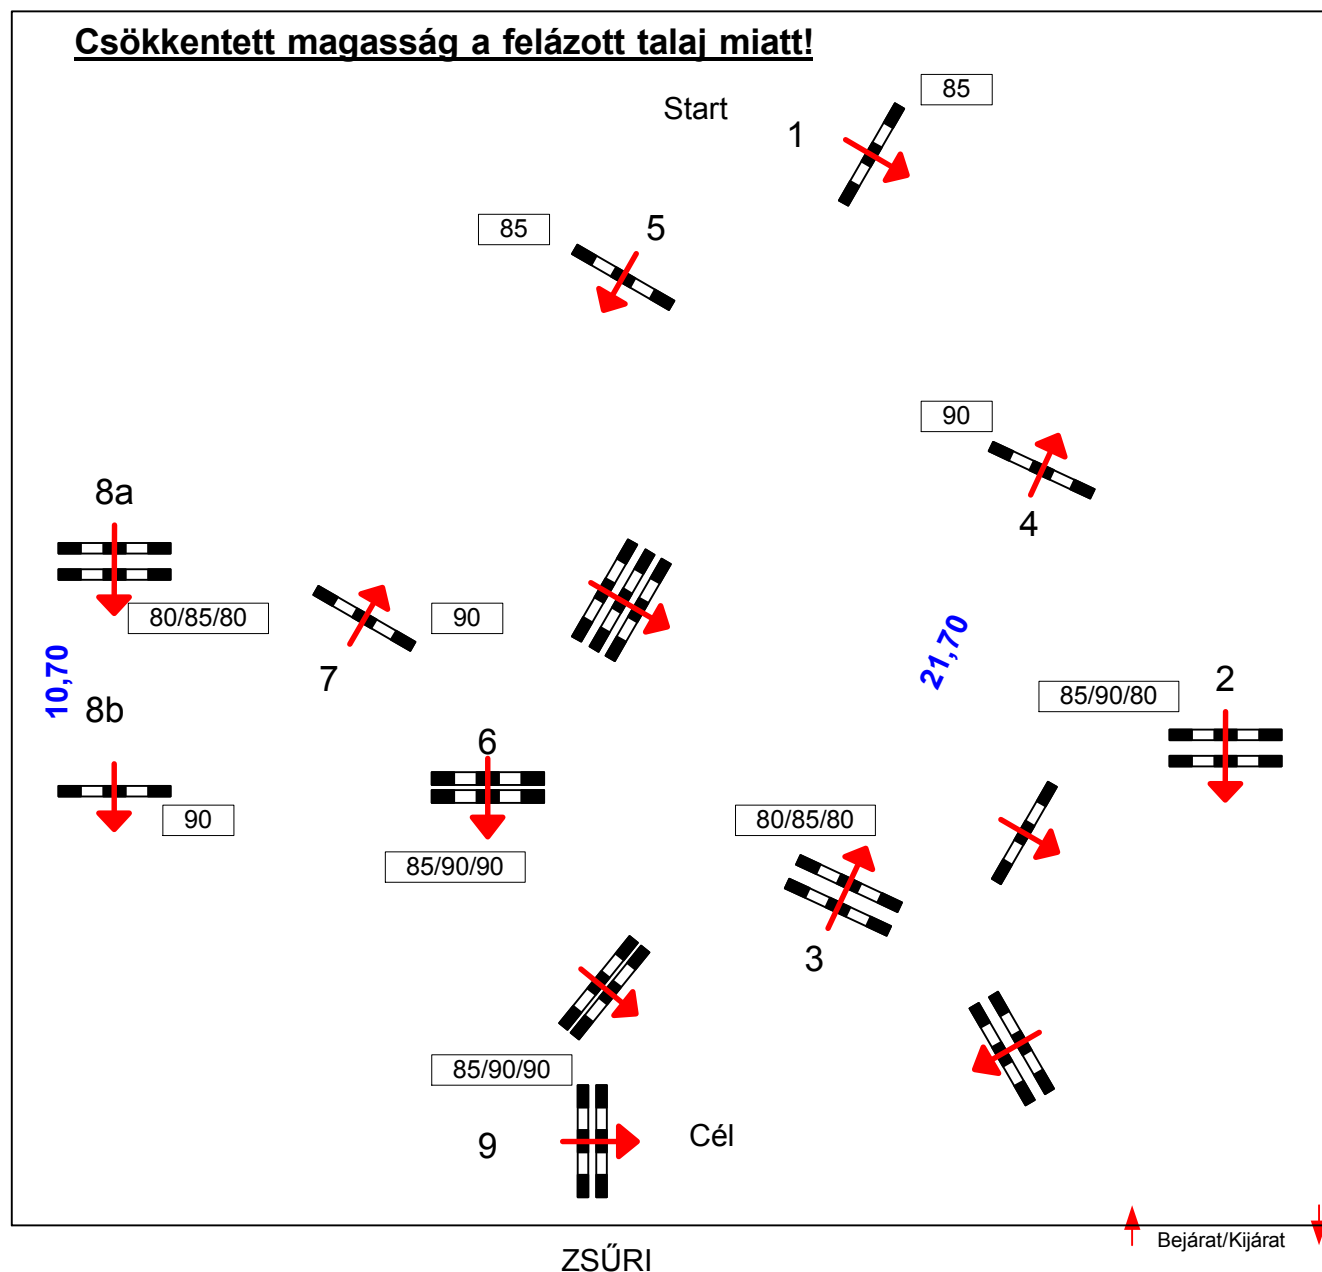 Csökkentett magasság a felázott talaj miatt!
85
Start
1
85
5
90
4
8a
80/85/80
90
7
10,70
21,70
8b
85/90/80
2
6
90
80/85/80
85/90/90
3
85/90/90
9
Cél
Bejárat/Kijárat
ZSŰRI